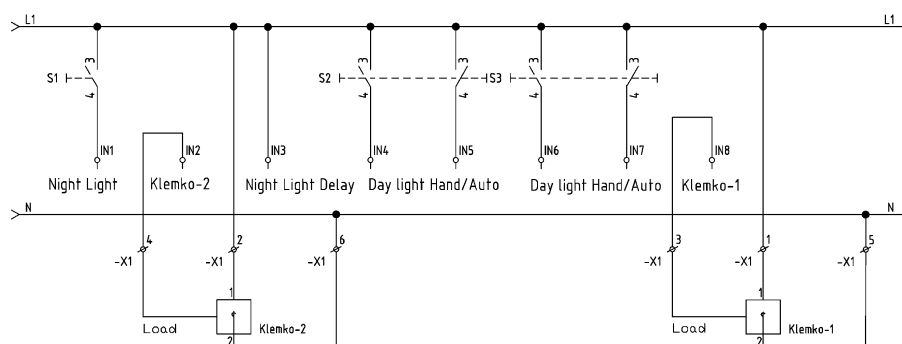 L1 L1
3 3 3 3 3
S1 S2 S3
4 4 4 4 4
IN1 IN2 IN3 IN4 IN5 IN6 IN7 IN8
Night Light Klemko-2 Night Light Delay Day light Hand/Auto Day light Hand/Auto Klemko-1
N N
4 2 6 3 1 5
-X1 -X1 -X1 -X1 -X1 -X1
1 1
Load Klemko-2 Load Klemko-1
2 2